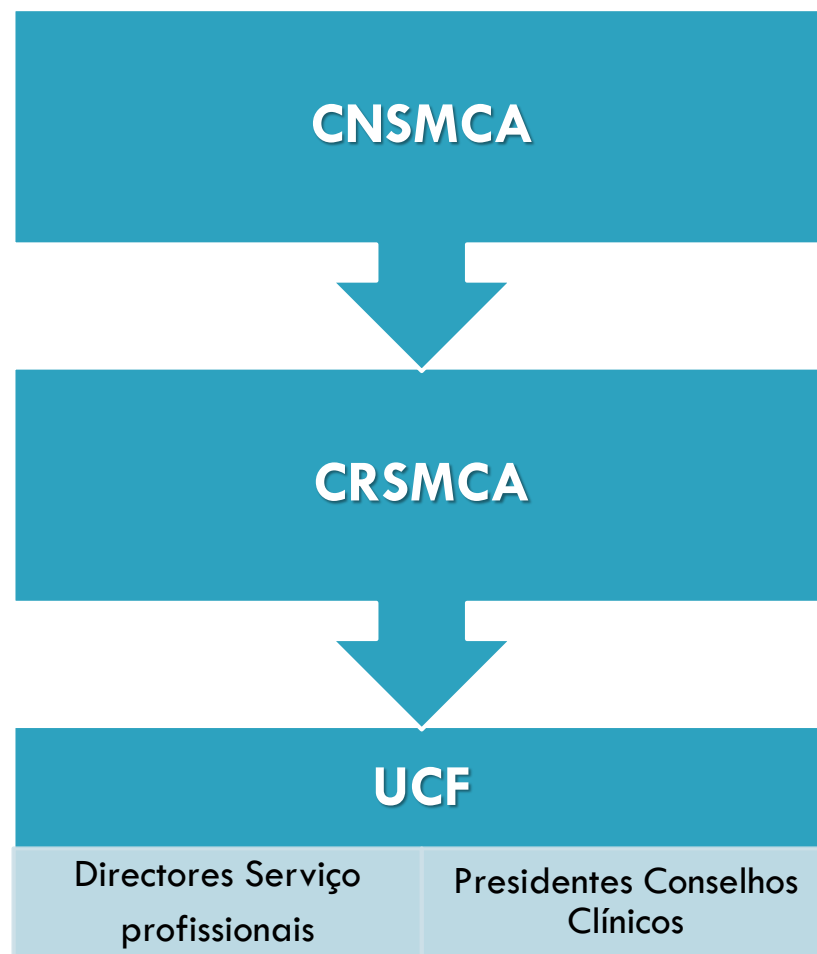 CNSMCA
CRSMCA
UCF
Directores Serviço
profissionais
Presidentes Conselhos
Clínicos